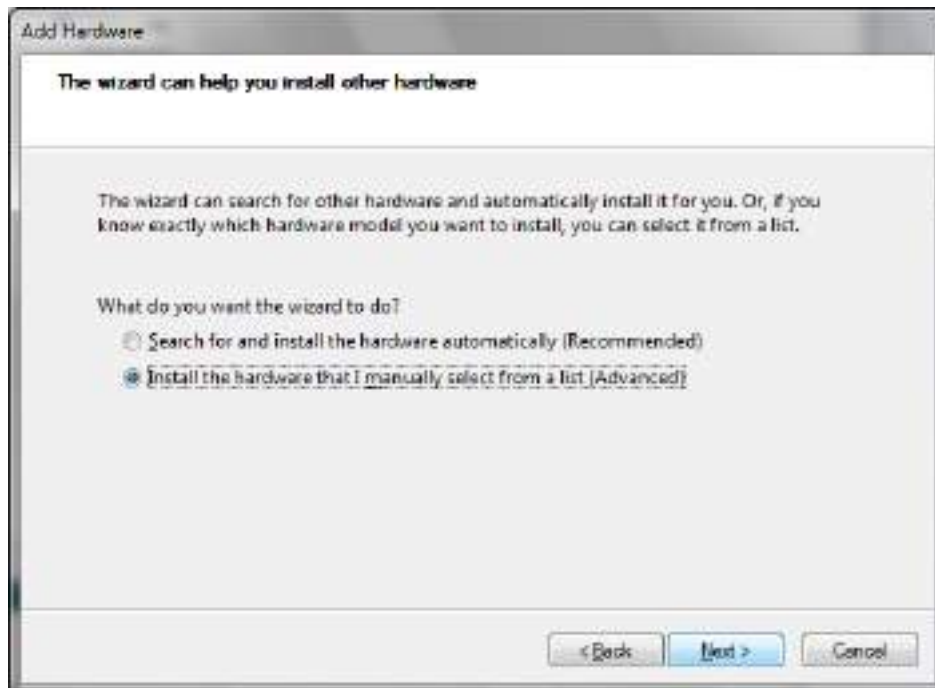 Add Hardware
The wizard can help you install other hardware
The wizard can search for other hardware and automatically install it for you. Or, if you
know exactly which hardware model you want to install, you can select it from a list.
What do you want the wizard to do?
Search for and install the hardware automatically (Recommended)
Install the hardware that I manually select from a list (Advanced)
< Back
Next >
Cancel